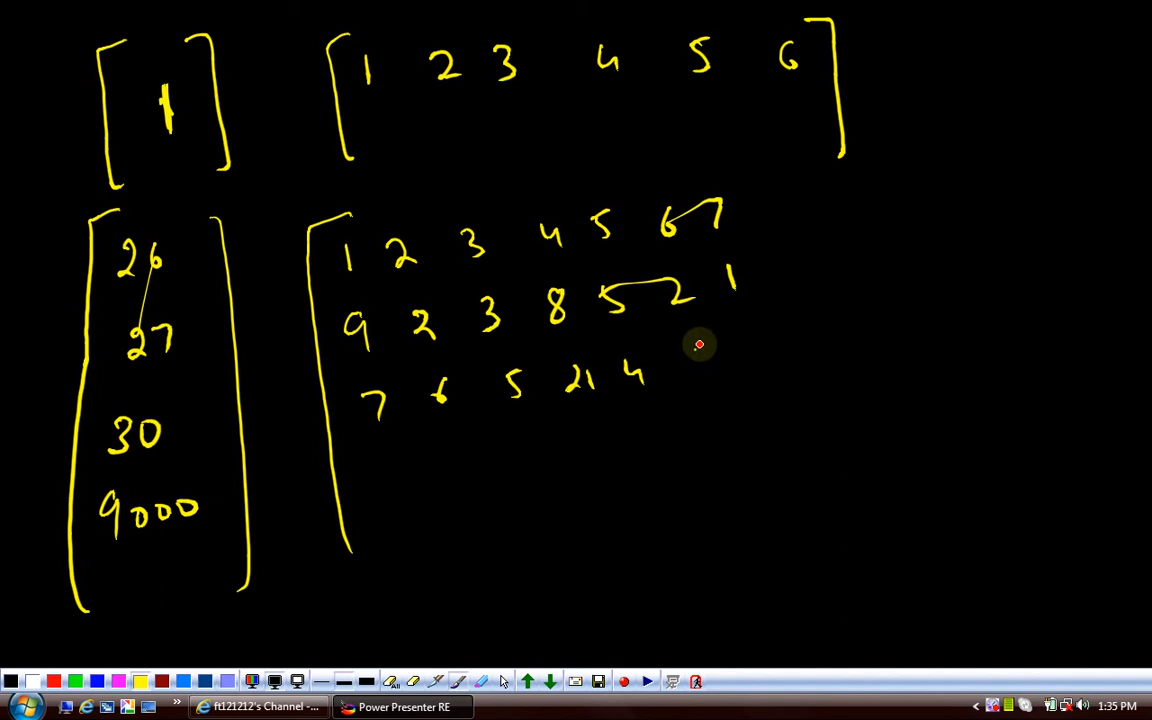 1
1 2 3 4 5 6
26
27
30
9000
1 2 3 4 5 6 7
9 2 3 8 5 2 1
7 6 5 21 4
All
ft121212's Channel -...
Power Presenter RE
1:35 PM